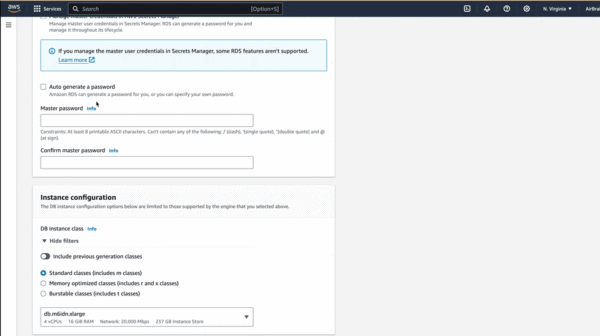 aws Services Search [Option+S] N. Virginia AirBra
Manage master credentials in AWS Secrets Manager
Manage master user credentials in Secrets Manager. RDS can generate a password for you and
manage it throughout its lifecycle.
If you manage the master user credentials in Secrets Manager, some RDS features aren't supported.
Learn more
Auto generate a password
Amazon RDS can generate a password for you, or you can specify your own password.
Master password Info
Constraints: At least 8 printable ASCII characters. Can't contain any of the following: / (slash), '(single quote), "(double quote) and @
(at sign).
Confirm master password Info
Instance configuration
The DB instance configuration options below are limited to those supported by the engine that you selected above.
DB instance class Info
Hide filters
Include previous generation classes
Standard classes (includes m classes)
Memory optimized classes (includes r and x classes)
Burstable classes (includes t classes)
db.m6idn.xlarge
4 vCPUs 16 GiB RAM Network: 20,000 Mbps 237 GB Instance Store